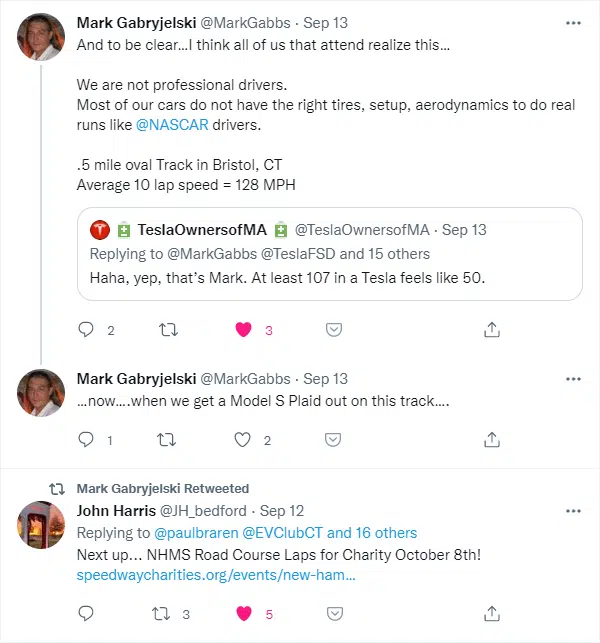 Mark Gabryjelski @MarkGabbs · Sep 13
And to be clear...I think all of us that attend realize this...
We are not professional drivers.
Most of our cars do not have the right tires, setup, aerodynamics to do real
runs like @NASCAR drivers.
.5 mile oval Track in Bristol, CT
Average 10 lap speed = 128 MPH
TeslaOwnersofMA @TeslaOwnersofMA · Sep 13
Replying to @MarkGabbs @TeslaFSD and 15 others
Haha, yep, that’s Mark. At least 107 in a Tesla feels like 50.
2 3
Mark Gabryjelski @MarkGabbs · Sep 13
...now....when we get a Model S Plaid out on this track....
1 2
Mark Gabryjelski Retweeted
John Harris @JH_bedford · Sep 12
Replying to @paulbraren @EVClubCT and 16 others
Next up... NHMS Road Course Laps for Charity October 8th!
speedwaycharities.org/events/new-ham...
3 5